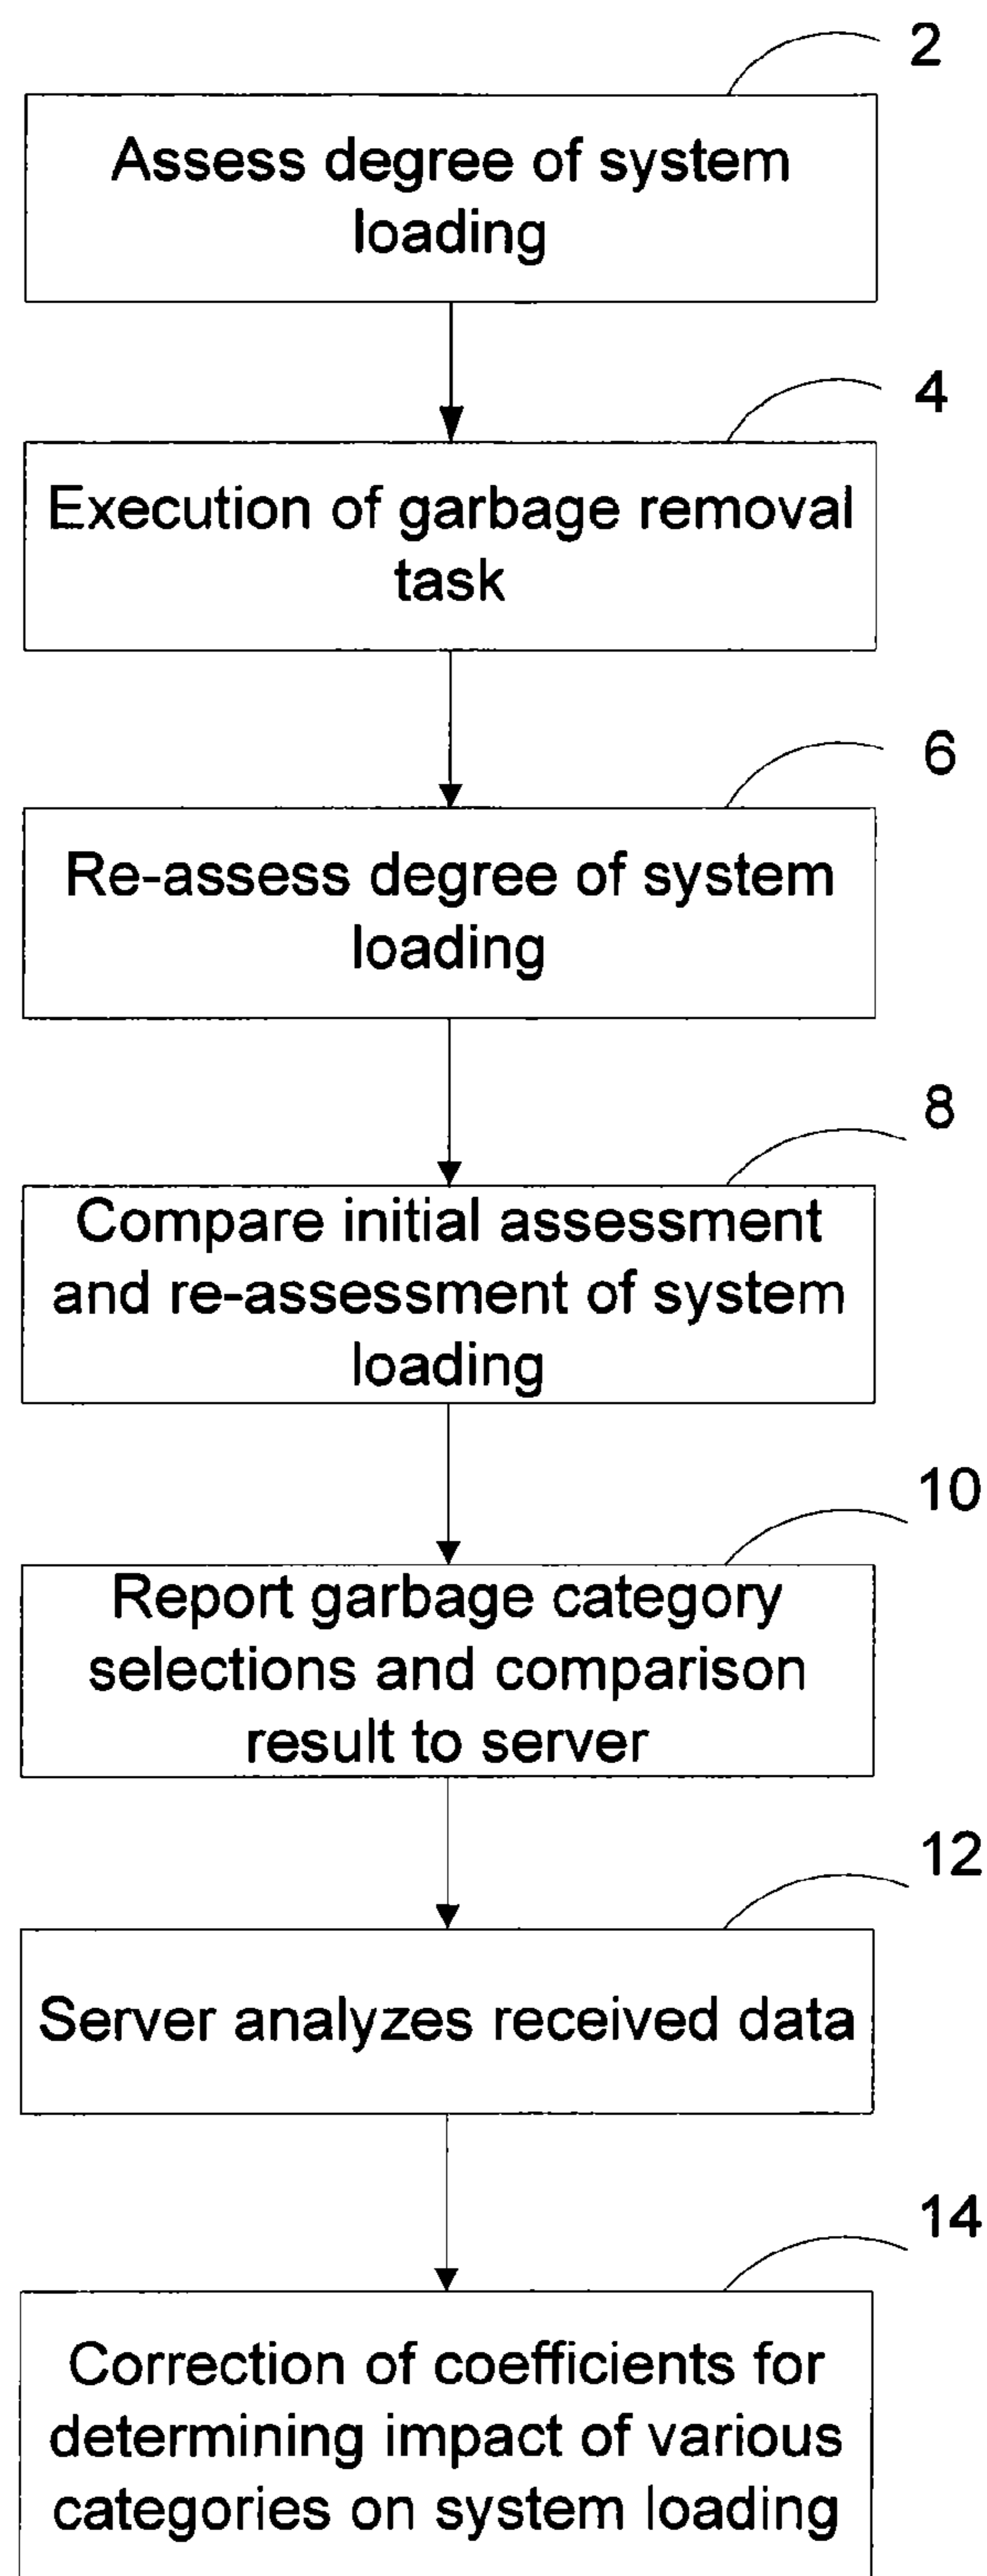 2
Assess degree of system
loading
4
Execution of garbage removal
task
6
Re-assess degree of system
loading
8
Compare initial assessment
and re-assessment of system
loading
10
Report garbage category
selections and comparison
result to server
12
Server analyzes received data
14
Correction of coefficients for
determining impact of various
categories on system loading